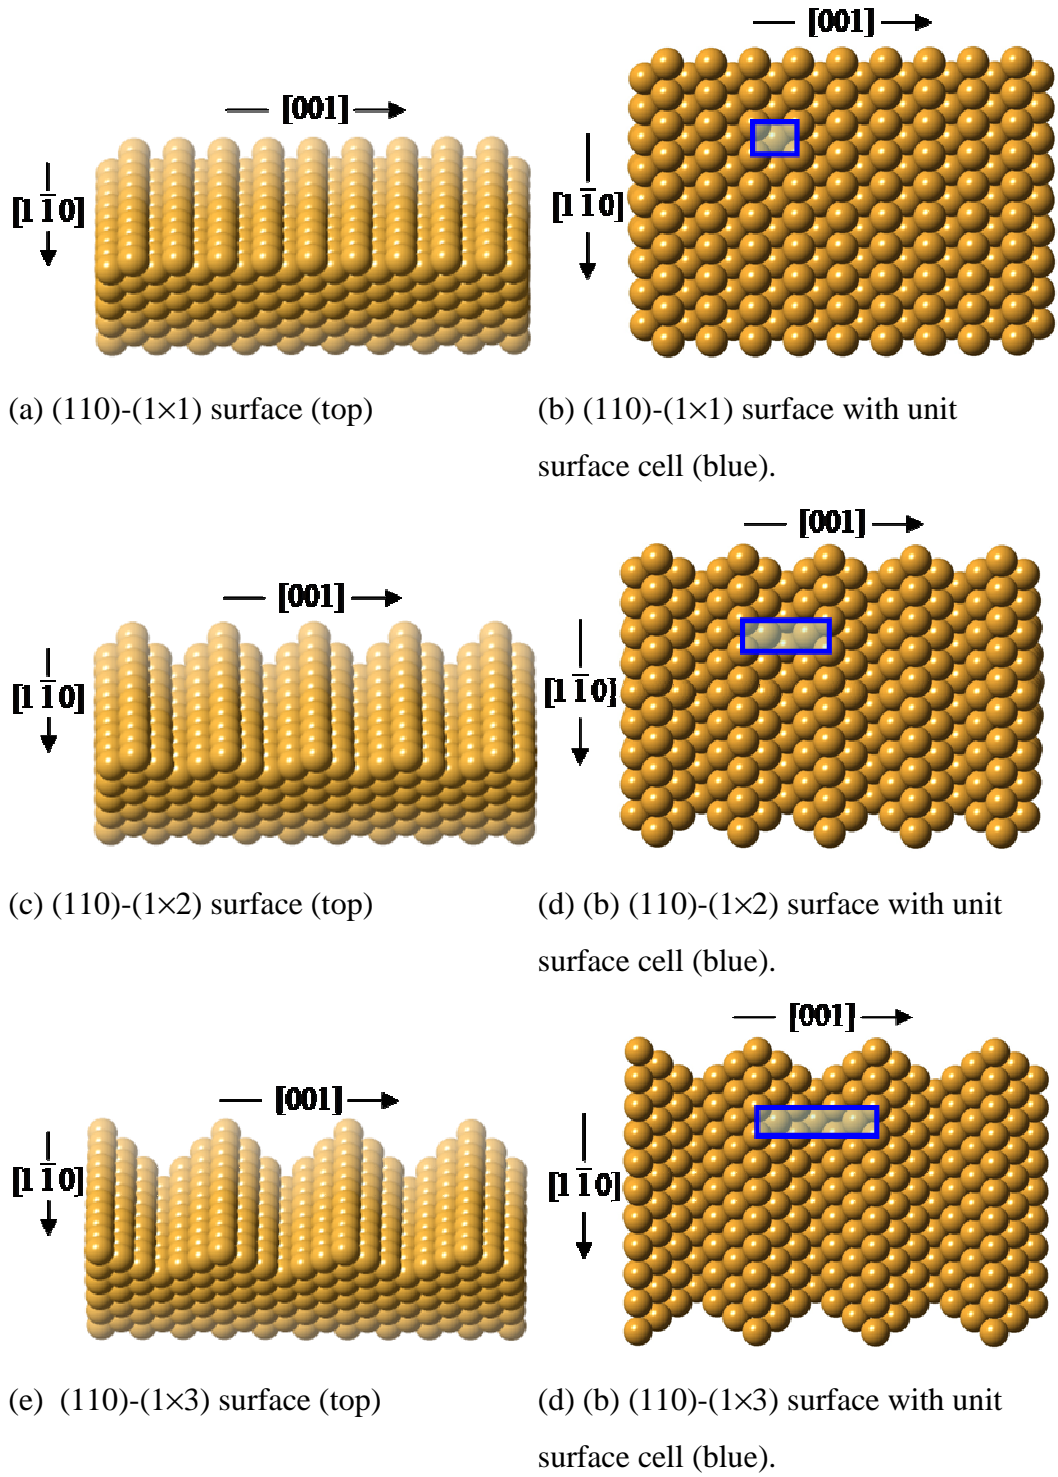 [001]
[001]
[1 1̄ 0]
[1 1̄ 0]
(a) (110)-(1×1) surface (top)
(b) (110)-(1×1) surface with unit
surface cell (blue).
[001]
[001]
[1 1̄ 0]
[1 1̄ 0]
(c) (110)-(1×2) surface (top)
(d) (b) (110)-(1×2) surface with unit
surface cell (blue).
[001]
[001]
[1 1̄ 0]
[1 1̄ 0]
(e) (110)-(1×3) surface (top)
(d) (b) (110)-(1×3) surface with unit
surface cell (blue).